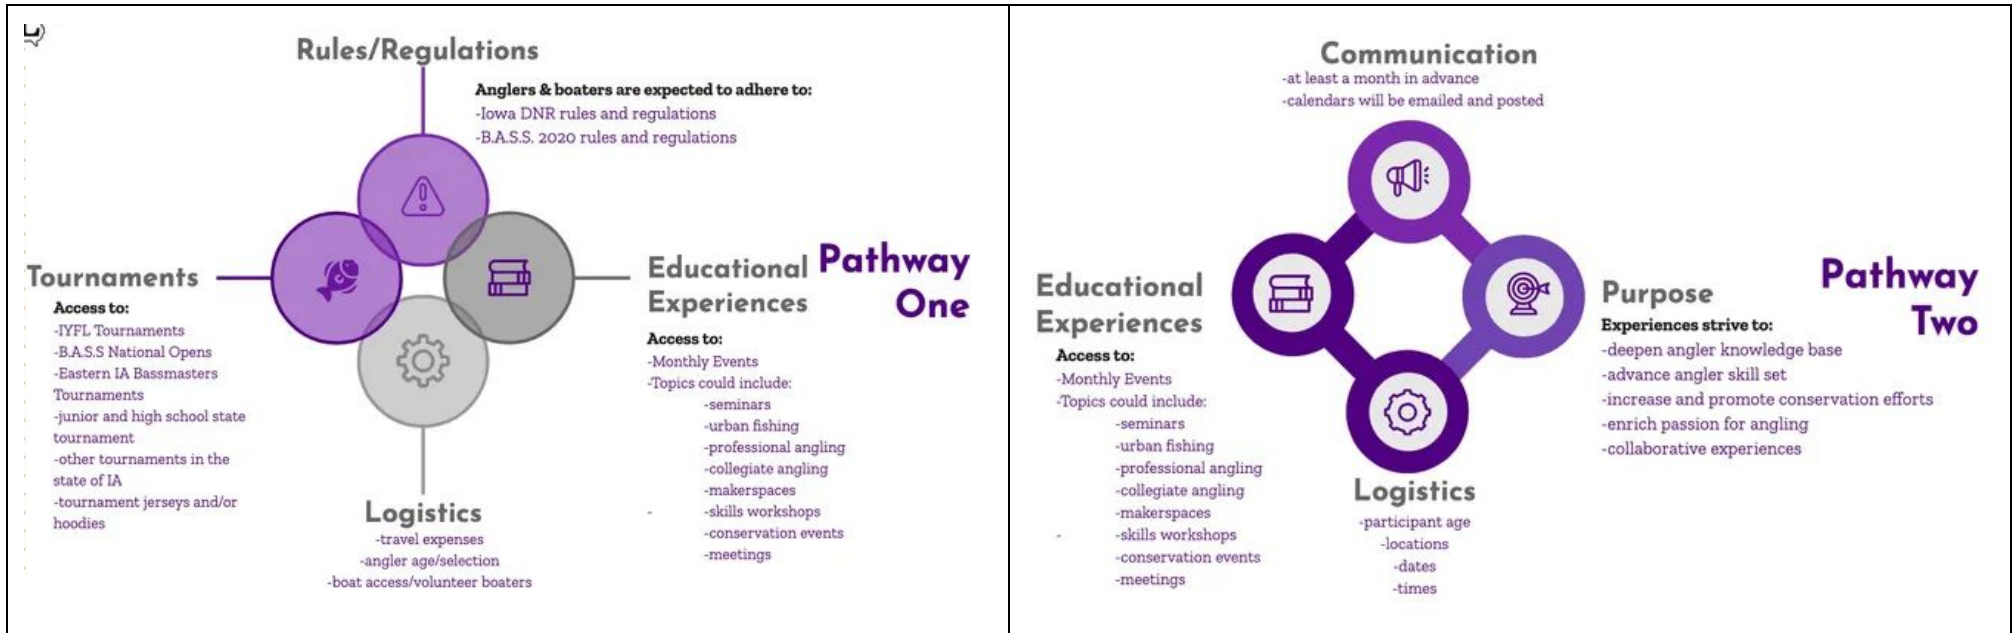 Rules/Regulations
Anglers & boaters are expected to adhere to:
-Iowa DNR rules and regulations
-B.A.S.S. 2020 rules and regulations
Tournaments
Access to:
-IYFL Tournaments
-B.A.S.S National Opens
-Eastern IA Bassmasters
Tournaments
-junior and high school state
tournament
-other tournaments in the
state of IA
-tournament jerseys and/or
hoodies
Educational
Experiences
Access to:
-Monthly Events
-Topics could include:
-seminars
-urban fishing
-professional angling
-collegiate angling
-makerspaces
- -skills workshops
-conservation events
-meetings
Pathway
One
Logistics
-travel expenses
-angler age/selection
-boat access/volunteer boaters
Communication
-at least a month in advance
-calendars will be emailed and posted
Educational
Experiences
Access to:
-Monthly Events
-Topics could include:
-seminars
-urban fishing
-professional angling
-collegiate angling
-makerspaces
- -skills workshops
-conservation events
-meetings
Purpose
Experiences strive to:
-deepen angler knowledge base
-advance angler skill set
-increase and promote conservation efforts
-enrich passion for angling
-collaborative experiences
Pathway
Two
Logistics
-participant age
-locations
-dates
-times